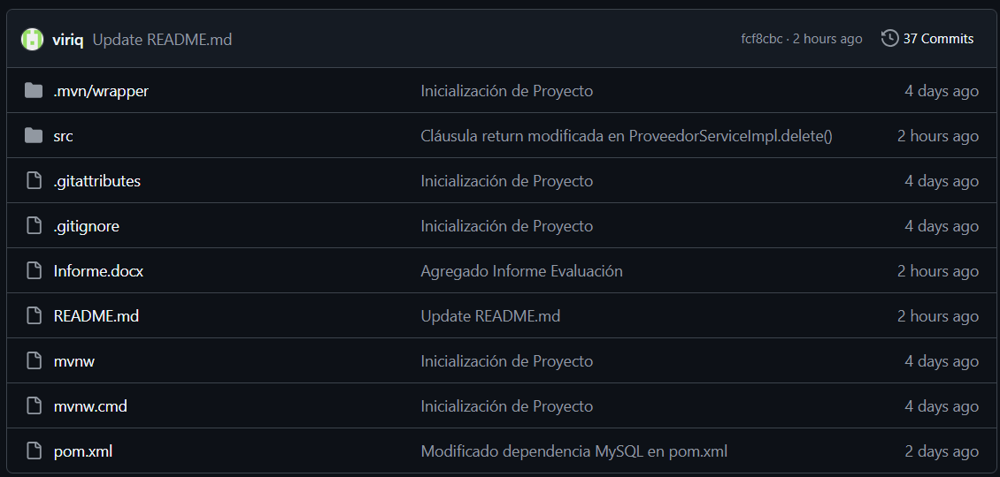 viriq Update README.md fcf8cbc · 2 hours ago 37 Commits
.mvn/wrapper Inicialización de Proyecto 4 days ago
src Cláusula return modificada en ProveedorServiceImpl.delete() 2 hours ago
.gitattributes Inicialización de Proyecto 4 days ago
.gitignore Inicialización de Proyecto 4 days ago
Informe.docx Agregado Informe Evaluación 2 hours ago
README.md Update README.md 2 hours ago
mvnw Inicialización de Proyecto 4 days ago
mvnw.cmd Inicialización de Proyecto 4 days ago
pom.xml Modificado dependencia MySQL en pom.xml 2 days ago